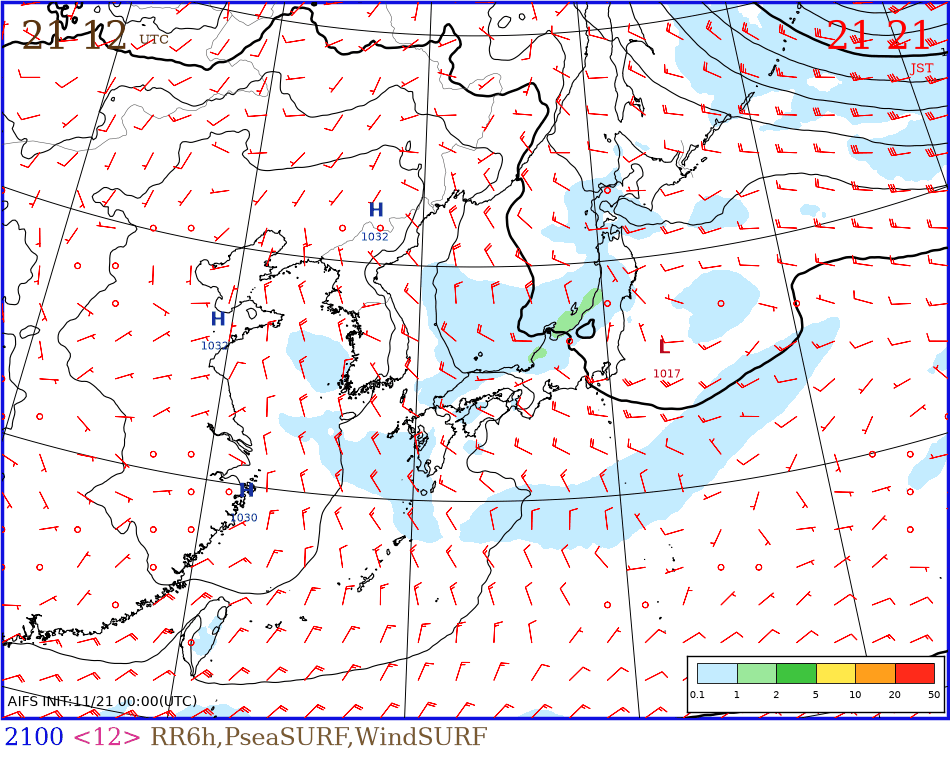 21 12 UTC
21 21 JST
H
1032
H
1032
L
1017
H
1030
AIFS INIT:11/21 00:00(UTC)
0.1 1 2 5 10 20 50
2100 <12> RR6h,PseaSURF,WindSURF